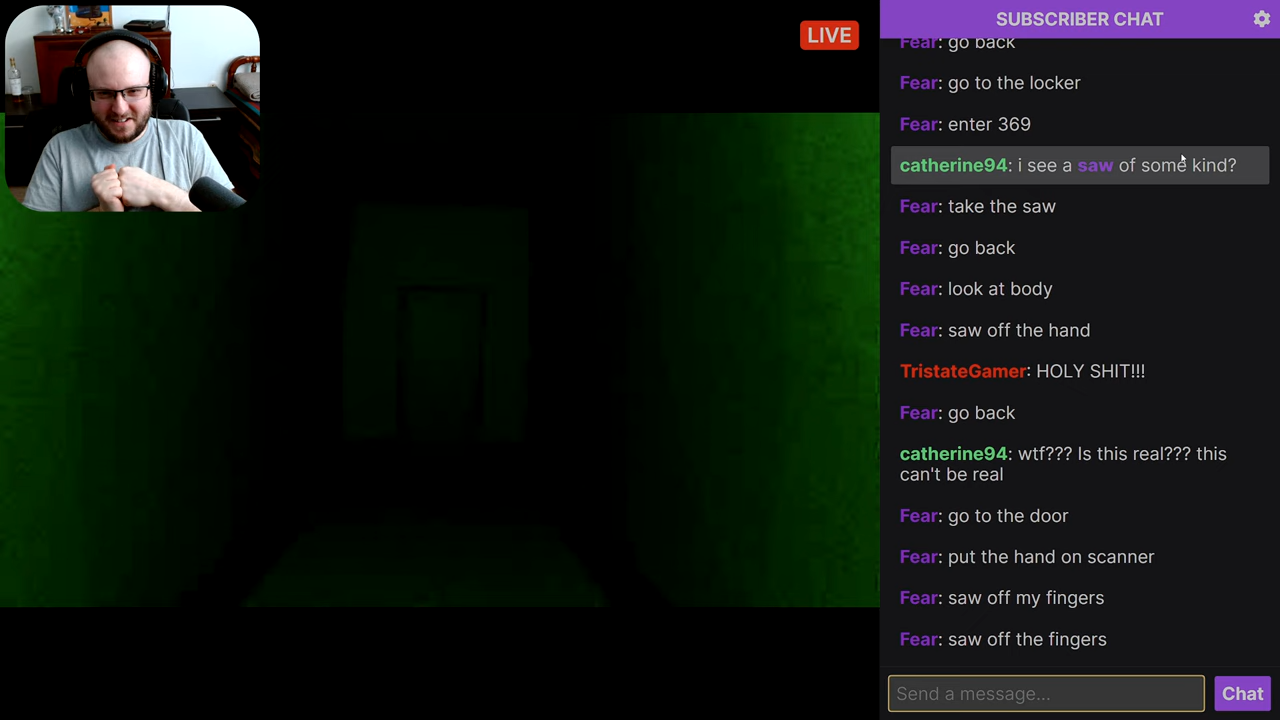 LIVE
SUBSCRIBER CHAT
Fear: go back
Fear: go to the locker
Fear: enter 369
catherine94: i see a saw of some kind?
Fear: take the saw
Fear: go back
Fear: look at body
Fear: saw off the hand
TristateGamer: HOLY SHIT!!!
Fear: go back
catherine94: wtf??? Is this real??? this
can't be real
Fear: go to the door
Fear: put the hand on scanner
Fear: saw off my fingers
Fear: saw off the fingers
Send a message...
Chat